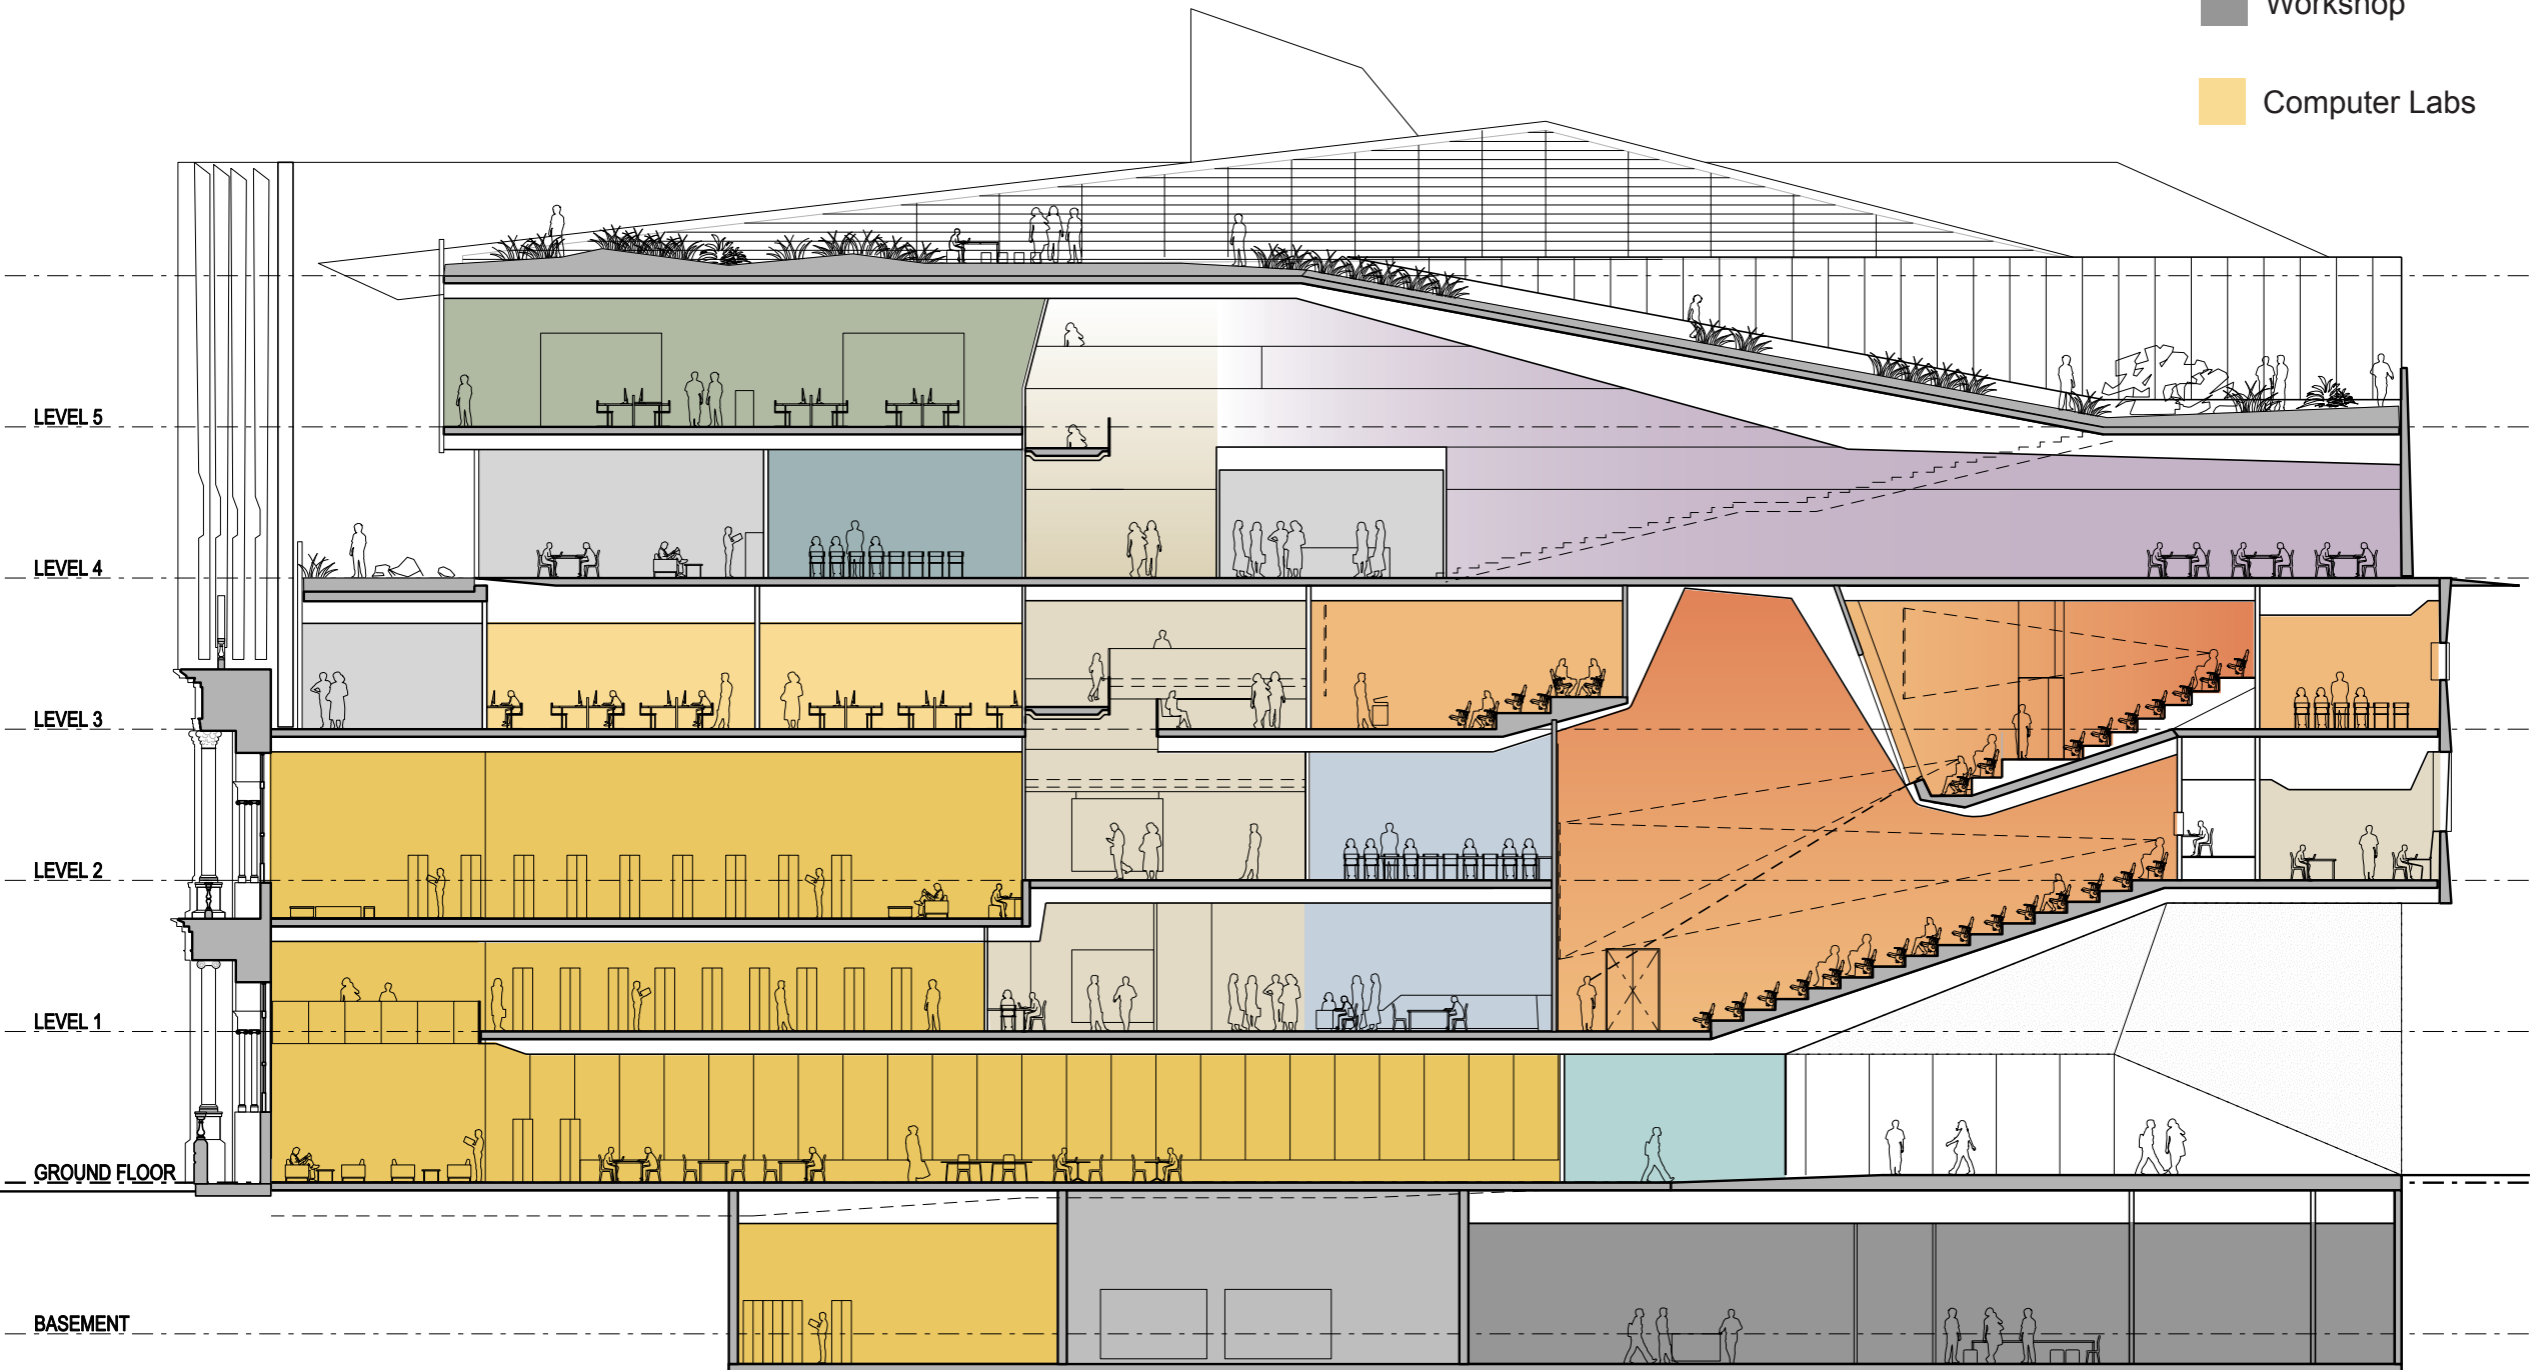 Workshop
Computer Labs
LEVEL 5
LEVEL 4
LEVEL 3
LEVEL 2
LEVEL 1
GROUND FLOOR
BASEMENT